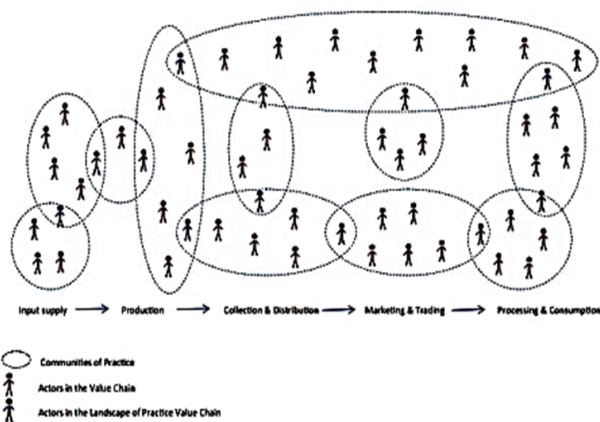 Input supply
Production
Collection & Distribution
Marketing & Trading
Processing & Consumption
Communities of Practice
Actors in the Value Chain
Actors in the Landscape of Practice Value Chain